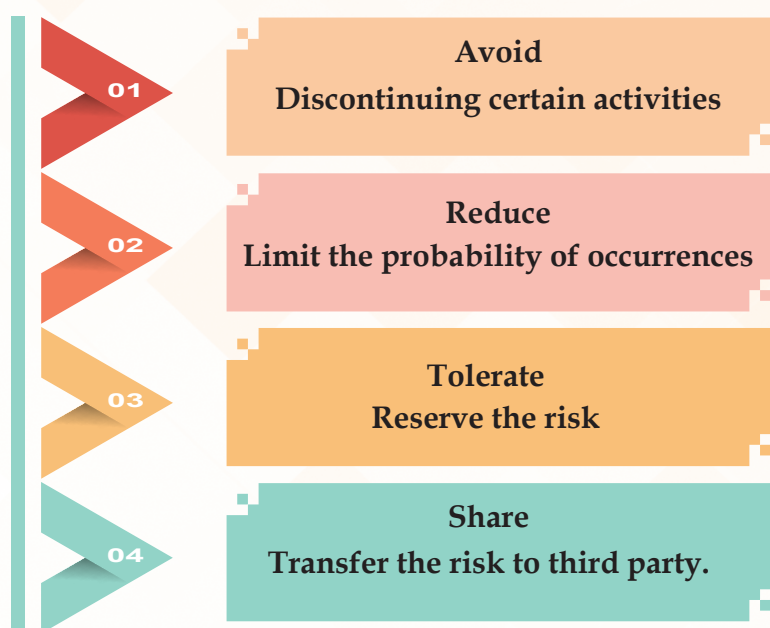 01
Avoid
Discontinuing certain activities
02
Reduce
Limit the probability of occurrences
03
Tolerate
Reserve the risk
04
Share
Transfer the risk to third party.